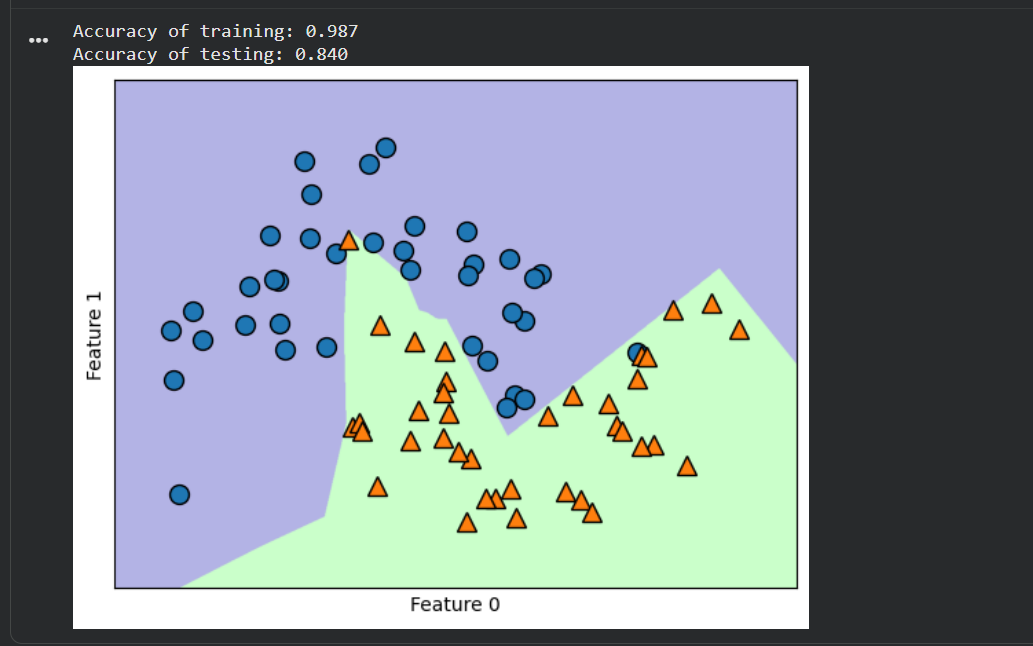 Accuracy of training: 0.987
Accuracy of testing: 0.840
Feature 1
Feature 0